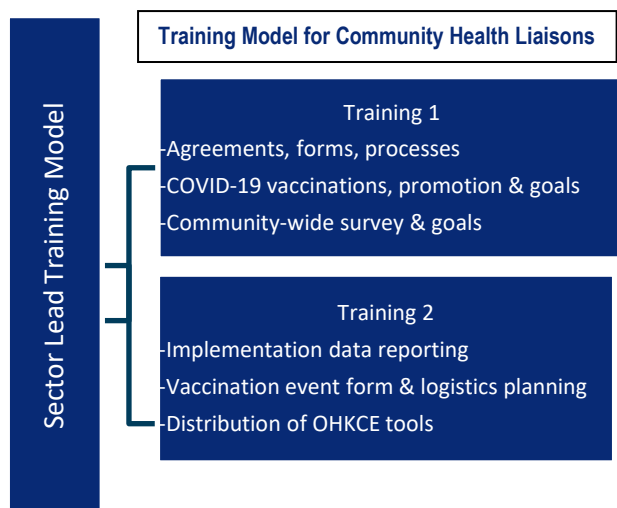 Training Model for Community Health Liaisons
Sector Lead Training Model
Training 1
-Agreements, forms, processes
-COVID-19 vaccinations, promotion & goals
-Community-wide survey & goals
Training 2
-Implementation data reporting
-Vaccination event form & logistics planning
-Distribution of OHKCE tools